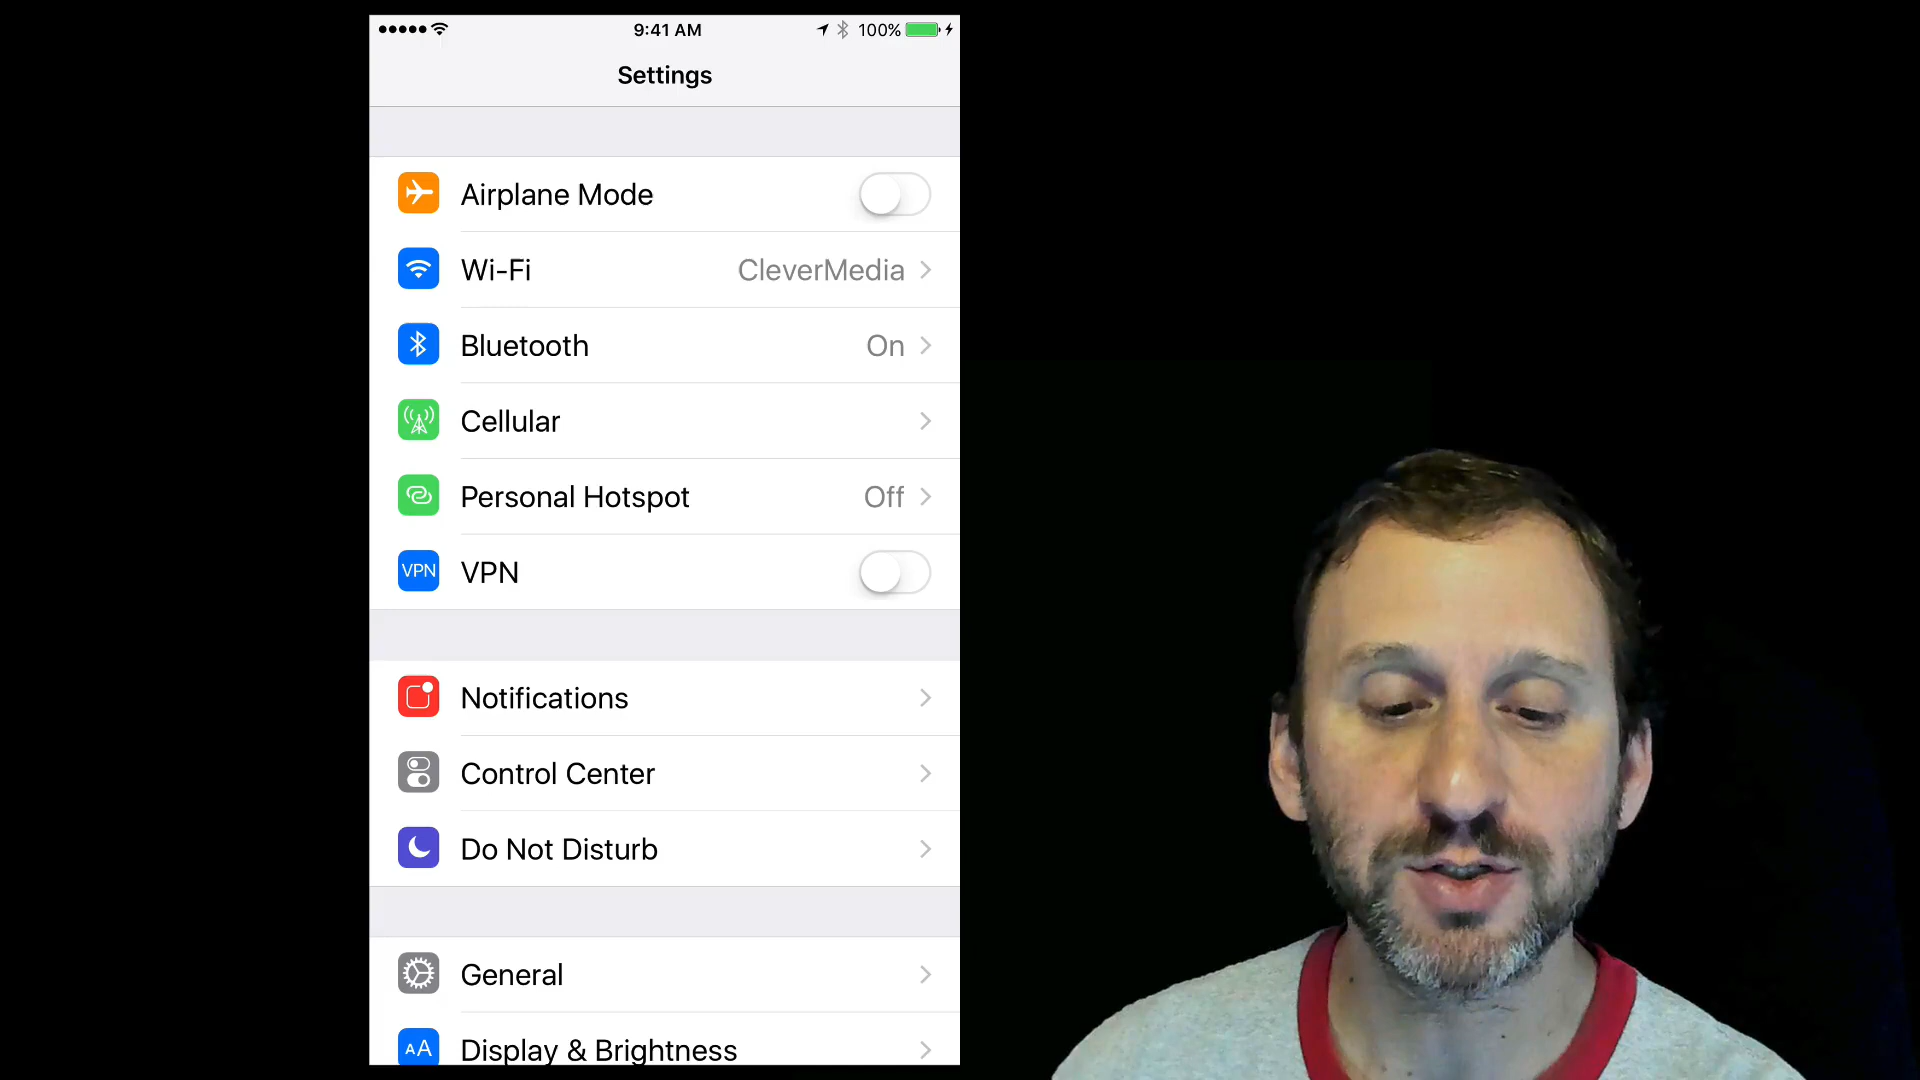 9:41 AM 100%
Settings
Airplane Mode
Wi-Fi CleverMedia
Bluetooth On
Cellular
Personal Hotspot Off
VPN VPN
Notifications
Control Center
Do Not Disturb
General
AA Display & Brightness